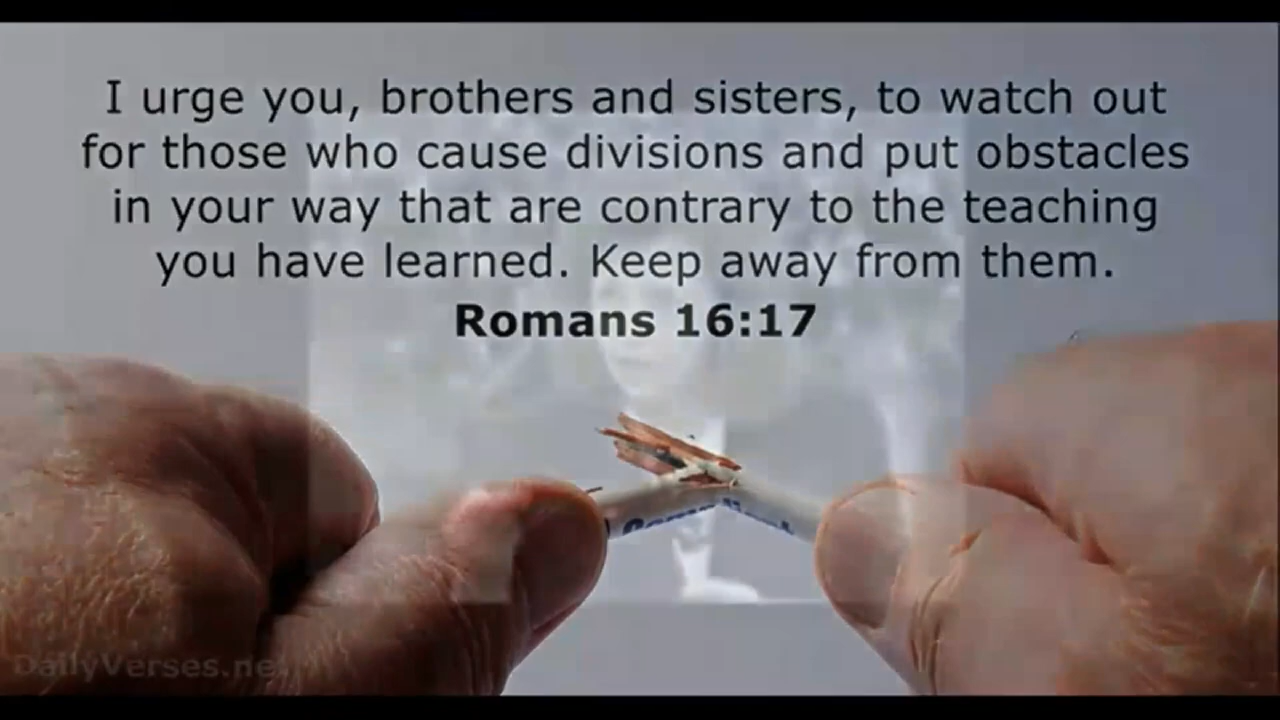 I urge you, brothers and sisters, to watch out
for those who cause divisions and put obstacles
in your way that are contrary to the teaching
you have learned. Keep away from them.
Romans 16:17
DailyVerses.net